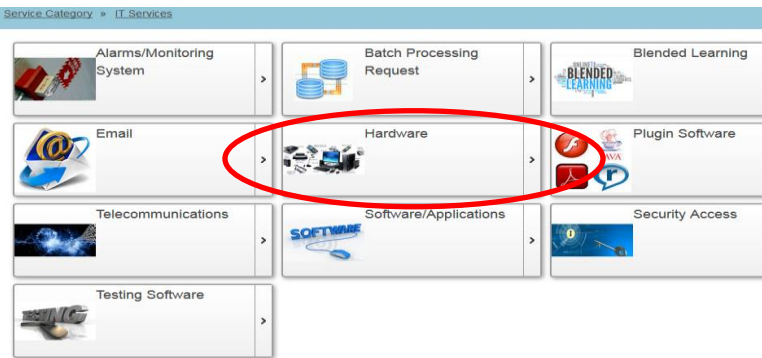 Service Category » IT Services
Alarms/Monitoring
System
>
Batch Processing
Request
>
Blended Learning
BLENDED
LEARNING
Email
@
>
Hardware
>
Plugin Software
JAVA
Telecommunications
>
Software/Applications
SOFTWARE
>
Security Access
Testing Software
TESTING
>